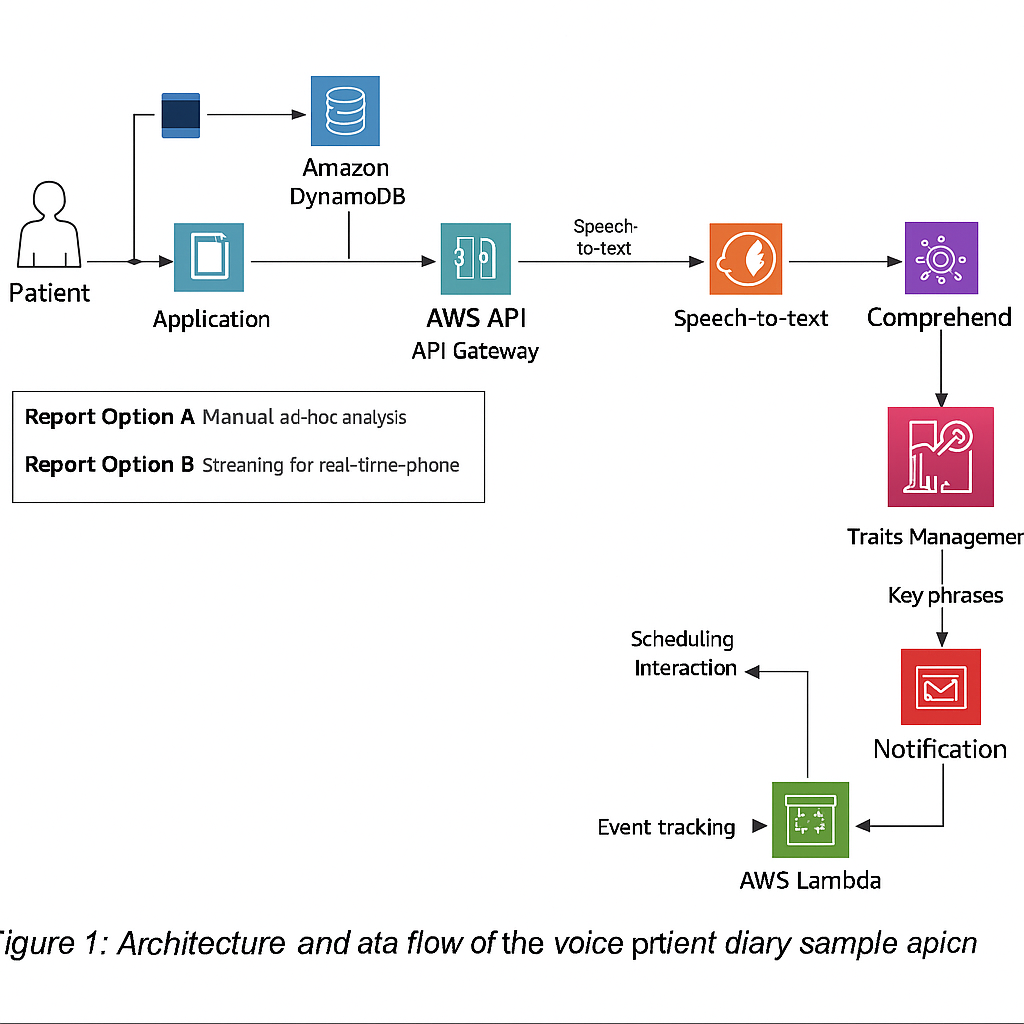 Amazon
DynamoDB
Patient
Application
AWS API
API Gateway
Speech-
to-text
Speech-to-text
Comprehend
Report Option A Manual ad-hoc analysis
Report Option B Streaning for real-tirne-phone
Traits Managemer
Key phrases
Scheduling
Interaction
Notification
Event tracking
AWS Lambda
Figure 1: Architecture and ata flow of the voice prtient diary sample apicn